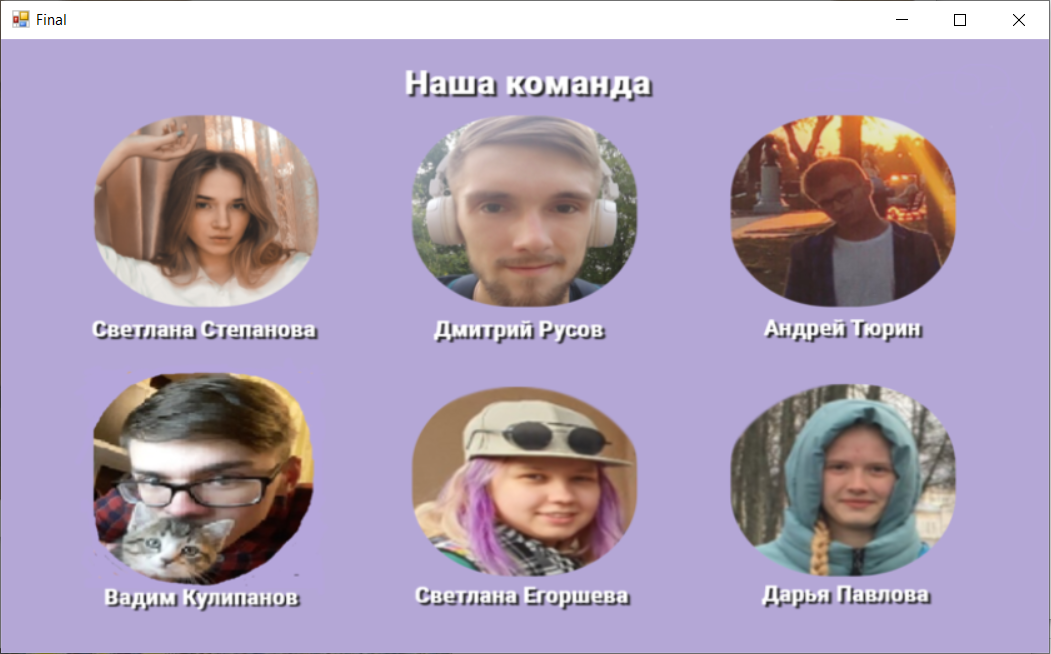 Final
Наша команда
Светлана Степанова
Дмитрий Русов
Андрей Тюрин
Вадим Кулипанов
Светлана Егоршева
Дарья Павлова